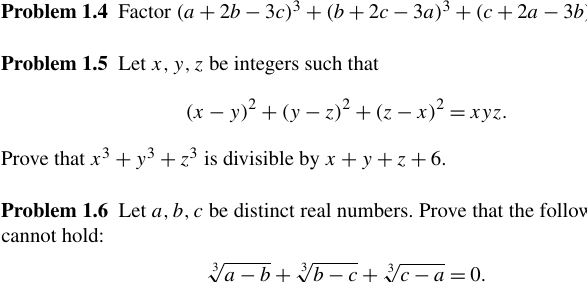 Problem 1.4 Factor (a + 2b − 3c)³ + (b + 2c − 3a)³ + (c + 2a − 3b)
Problem 1.5 Let x, y, z be integers such that
(x − y)² + (y − z)² + (z − x)² = xyz.
Prove that x³ + y³ + z³ is divisible by x + y + z + 6.
Problem 1.6 Let a, b, c be distinct real numbers. Prove that the
cannot hold:
∛(a − b) + ∛(b − c) + ∛(c − a) = 0.